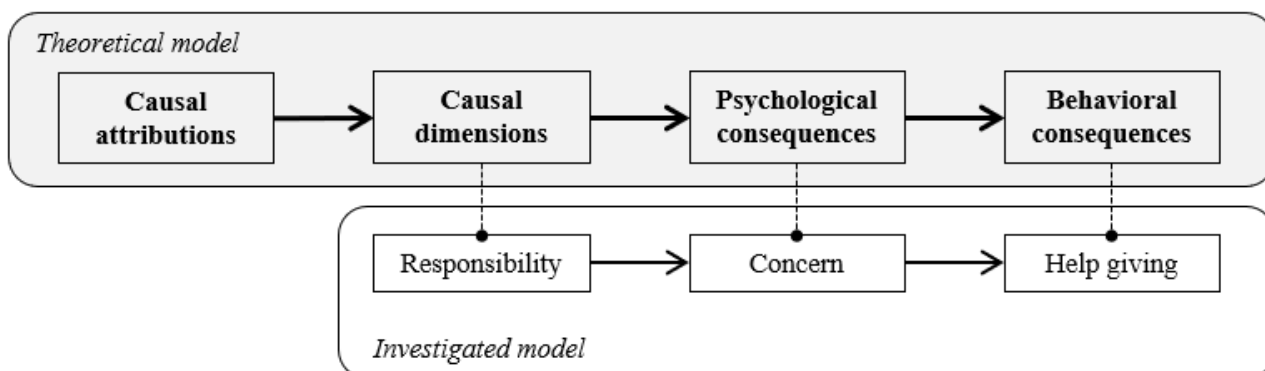 Theoretical model
Causal
attributions
Causal
dimensions
Psychological
consequences
Behavioral
consequences
Responsibility
Concern
Help giving
Investigated model